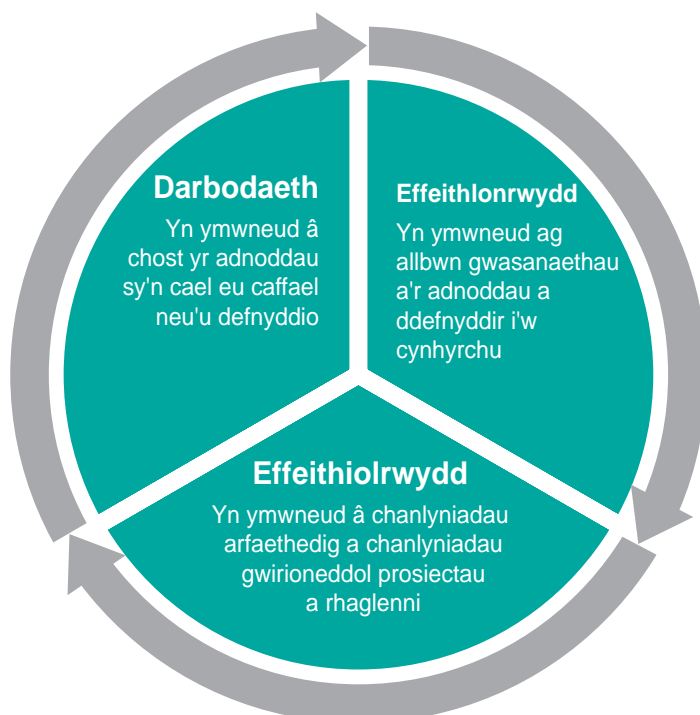 Darbodaeth
Yn ymwneud â
chost yr adnoddau
sy'n cael eu caffael
neu'u defnyddio
Effeithlonrwydd
Yn ymwneud ag
allbwn gwasanaethau
a'r adnoddau a
ddefnyddir i'w
cynhyrchu
Effeithiolrwydd
Yn ymwneud â chanlyniadau
arfaethedig a chanlyniadau
gwirioneddol prosiectau
a rhaglenni